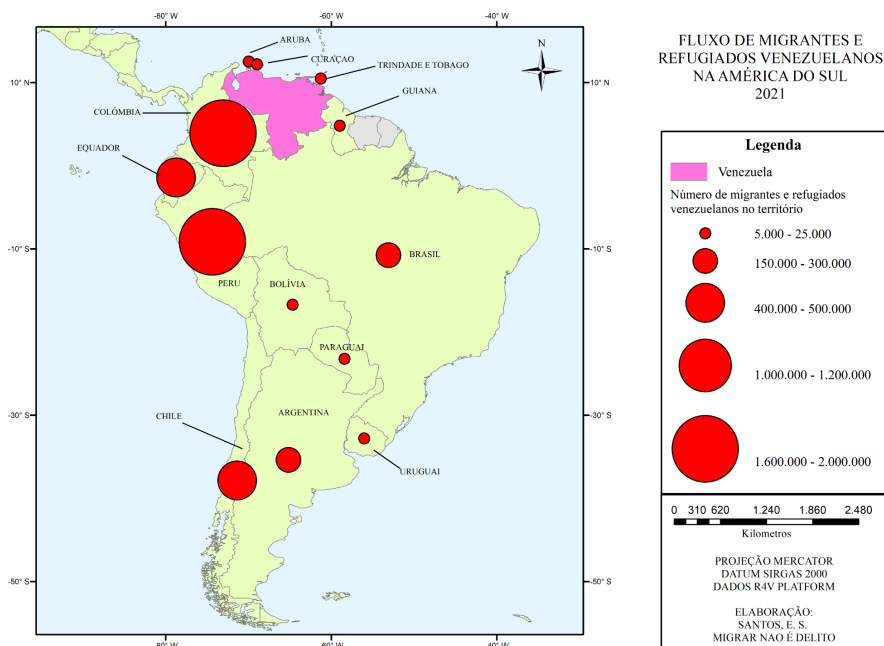 -80° W
-60° W
-40° W
10° N
-10° S
-30° S
-50° S
ARUBA
CURAÇAO
TRINDADE E TOBAGO
GUIANA
COLÔMBIA
EQUADOR
BRASIL
PERU
BOLÍVIA
PARAGUAI
CHILE
ARGENTINA
URUGUAI
N
-10° S
-30° S
-50° S
-80° W
-60° W
-40° W
FLUXO DE MIGRANTES E
REFUGIADOS VENEZUELANOS
NA AMÉRICA DO SUL
2021
Legenda
Venezuela
Número de migrantes e refugiados
venezuelanos no território
5.000 - 25.000
150.000 - 300.000
400.000 - 500.000
1.000.000 - 1.200.000
1.600.000 - 2.000.000
0 310 620 1.240 1.860 2.480
Kilometros
PROJEÇÃO MERCATOR
DATUM SIRGAS 2000
DADOS R4V PLATFORM
ELABORAÇÃO:
SANTOS, E. S.
MIGRAR NAO É DELITO